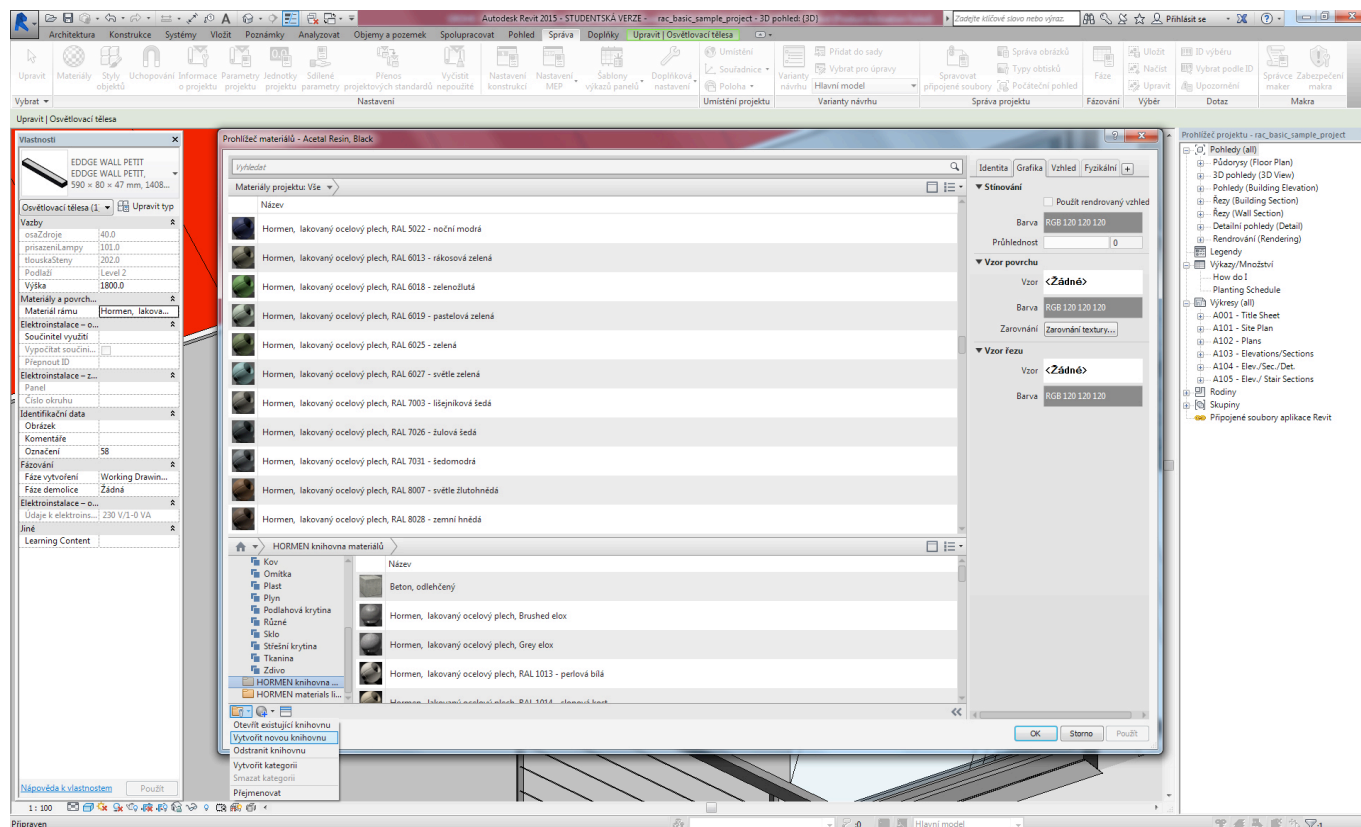 Autodesk Revit 2015 - STUDENTSKÁ VERZE - rac_basic_sample_project - 3D pohled: {3D}
Zadejte klíčové slovo nebo výraz.
Přihlásit se
Architektura Konstrukce Systémy Vložit Poznámky Analyzovat Objemy a pozemek Spolupracovat Pohled Správa Doplňky Upravit | Osvětlovací tělesa
Upravit
Materiály
Styly objektů
Uchopování
Informace o projektu
Parametry projektu
Jednotky projektu
Sdílené parametry
Přenos projektových standardů
Vyčistit nepoužité
Nastavení konstrukcí
Nastavení MEP
Šablony výkazů panelů
Doplňková nastavení
Umístění
Souřadnice
Poloha
Varianty návrhu
Přidat do sady
Vybrat pro úpravy
Hlavní model
Spravovat připojené soubory
Správa obrázků
Typy obtisků
Počáteční pohled
Fáze
Uložit
Načíst
Upravit
ID výběru
Vybrat podle ID
Upozornění
Správce maker
Zabezpečení makra
Vybrat
Nastavení
Umístění projektu
Varianty návrhu
Správa projektu
Fázování
Výběr
Dotaz
Makra
Upravit | Osvětlovací tělesa
Vlastnosti
EDDGE WALL PETIT
EDDGE WALL PETIT,
590 × 80 × 47 mm, 1408...
Osvětlovací tělesa (1
Upravit typ
Vazby
osaZdroje 40.0
prisazeniLampy 101.0
tlouskaSteny 202.0
Podlaží Level 2
Výška 1800.0
Materiály a povrch...
Materiál rámu Hormen, lakova...
Elektroinstalace – o...
Součinitel využití
Vypočítat součini...
Přepnout ID
Elektroinstalace – z...
Panel
Číslo okruhu
Identifikační data
Obrázek
Komentáře
Označení 58
Fázování
Fáze vytvoření Working Drawin...
Fáze demolice Žádná
Elektroinstalace – o...
Údaje k elektroins... 230 V/1-0 VA
Jiné
Learning Content
Nápověda k vlastnostem
Použít
Prohlížeč materiálů - Acetal Resin, Black
Vyhledat
Materiály projektu: Vše
Název
Hormen, lakovaný ocelový plech, RAL 5022 - noční modrá
Hormen, lakovaný ocelový plech, RAL 6013 - rákosová zelená
Hormen, lakovaný ocelový plech, RAL 6018 - zelenožlutá
Hormen, lakovaný ocelový plech, RAL 6019 - pastelová zelená
Hormen, lakovaný ocelový plech, RAL 6025 - zelená
Hormen, lakovaný ocelový plech, RAL 6027 - světle zelená
Hormen, lakovaný ocelový plech, RAL 7003 - lišejníková šedá
Hormen, lakovaný ocelový plech, RAL 7026 - žulová šedá
Hormen, lakovaný ocelový plech, RAL 7031 - šedomodrá
Hormen, lakovaný ocelový plech, RAL 8007 - světle žlutohnědá
Hormen, lakovaný ocelový plech, RAL 8028 - zemní hnědá
HORMEN knihovna materiálů
Kov
Omítka
Plast
Plyn
Podlahová krytina
Různé
Sklo
Střešní krytina
Tkanina
Zdivo
HORMEN knihovna ...
HORMEN materials li...
Název
Beton, odlehčený
Hormen, lakovaný ocelový plech, Brushed elox
Hormen, lakovaný ocelový plech, Grey elox
Hormen, lakovaný ocelový plech, RAL 1013 - perlová bílá
Hormen, lakovaný ocelový plech, RAL 1014 - slonová kost
Otevřít existující knihovnu
Vytvořit novou knihovnu
Odstranit knihovnu
Vytvořit kategorii
Smazat kategorii
Přejmenovat
Identita Grafika Vzhled Fyzikální
Stínování
Použít rendrovaný vzhled
Barva RGB 120 120 120
Průhlednost 0
Vzor povrchu
Vzor <Žádné>
Barva RGB 120 120 120
Zarovnání Zarovnání textury...
Vzor řezu
Vzor <Žádné>
Barva RGB 120 120 120
OK Storno Použít
Prohlížeč projektu - rac_basic_sample_project
Pohledy (all)
Půdorysy (Floor Plan)
3D pohledy (3D View)
Pohledy (Building Elevation)
Řezy (Building Section)
Řezy (Wall Section)
Detailní pohledy (Detail)
Rendrování (Rendering)
Legendy
Výkazy/Množství
How do I
Planting Schedule
Výkresy (all)
A001 - Title Sheet
A101 - Site Plan
A102 - Plans
A103 - Elevations/Sections
A104 - Elev./Sec./Det.
A105 - Elev./ Stair Sections
Rodiny
Skupiny
Připojené soubory aplikace Revit
1 : 100
Připraven
:0
Hlavní model
:1